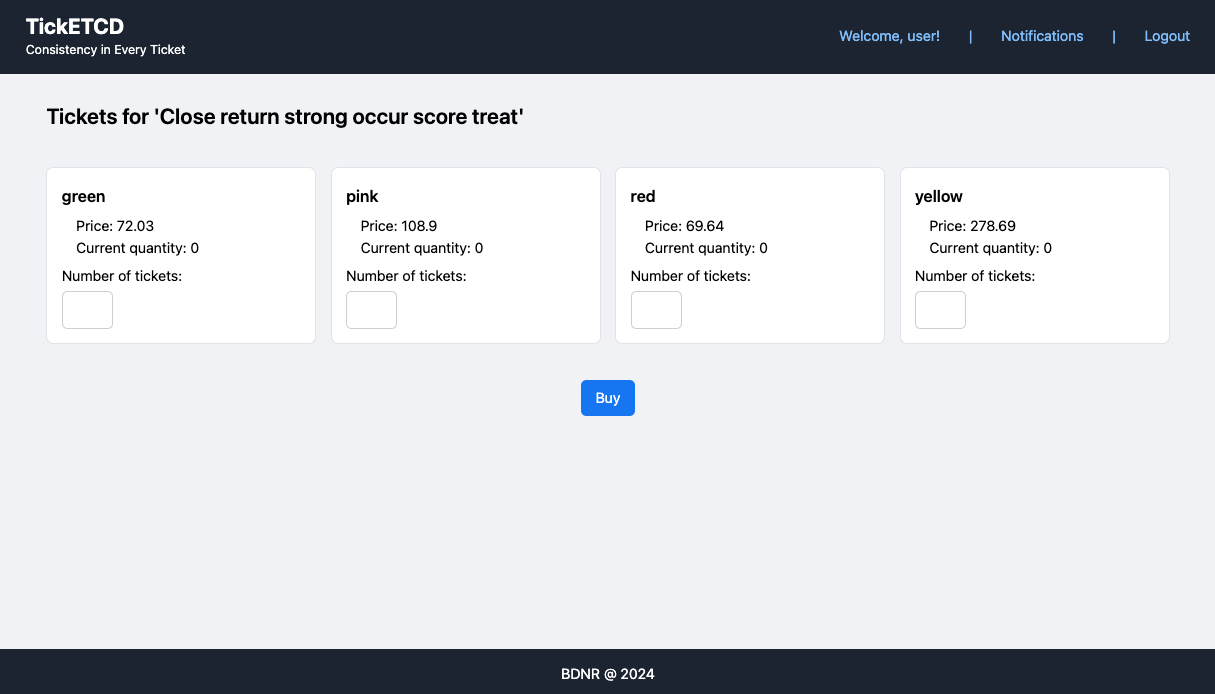 TickETCD
Consistency in Every Ticket
Welcome, user! | Notifications | Logout
Tickets for 'Close return strong occur score treat'
green
Price: 72.03
Current quantity: 0
Number of tickets:
pink
Price: 108.9
Current quantity: 0
Number of tickets:
red
Price: 69.64
Current quantity: 0
Number of tickets:
yellow
Price: 278.69
Current quantity: 0
Number of tickets:
Buy
BDNR @ 2024